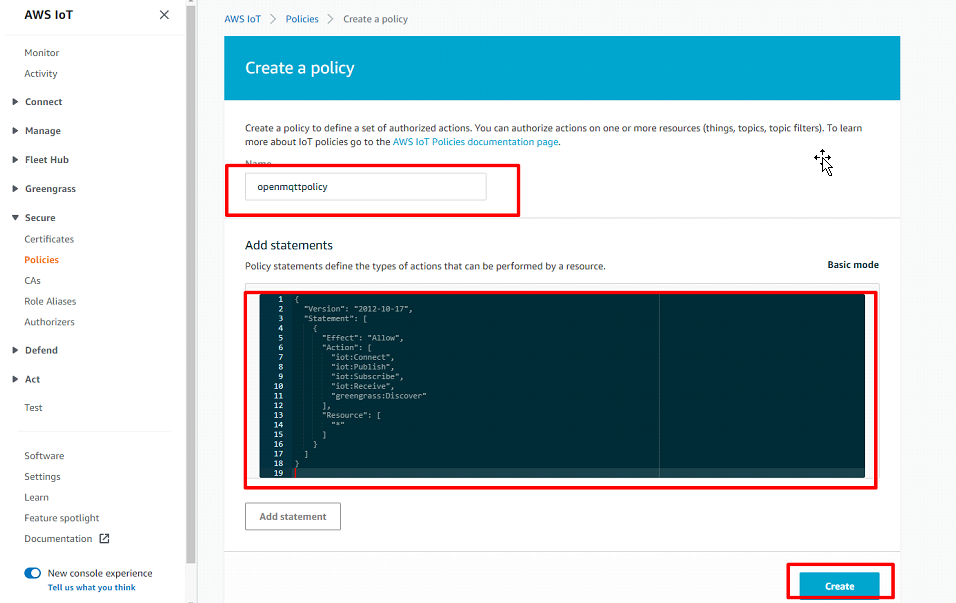 AWS IoT
Monitor
Activity
Connect
Manage
Fleet Hub
Greengrass
Secure
Certificates
Policies
CAs
Role Aliases
Authorizers
Defend
Act
Test
Software
Settings
Learn
Feature spotlight
Documentation
New console experience
Tell us what you think
AWS IoT > Policies > Create a policy
Create a policy
Create a policy to define a set of authorized actions. You can authorize actions on one or more resources (things, topics, topic filters). To learn
more about IoT policies go to the AWS IoT Policies documentation page.
Name
openmqttpolicy
Add statements
Policy statements define the types of actions that can be performed by a resource.
Basic mode
1 {
2 "Version": "2012-10-17",
3 "Statement": [
4 {
5 "Effect": "Allow",
6 "Action": [
7 "iot:Connect",
8 "iot:Publish",
9 "iot:Subscribe",
10 "iot:Receive",
11 "greengrass:Discover"
12 ],
13 "Resource": [
14 "*"
15 ]
16 }
17 ]
18 }
19
Add statement
Create